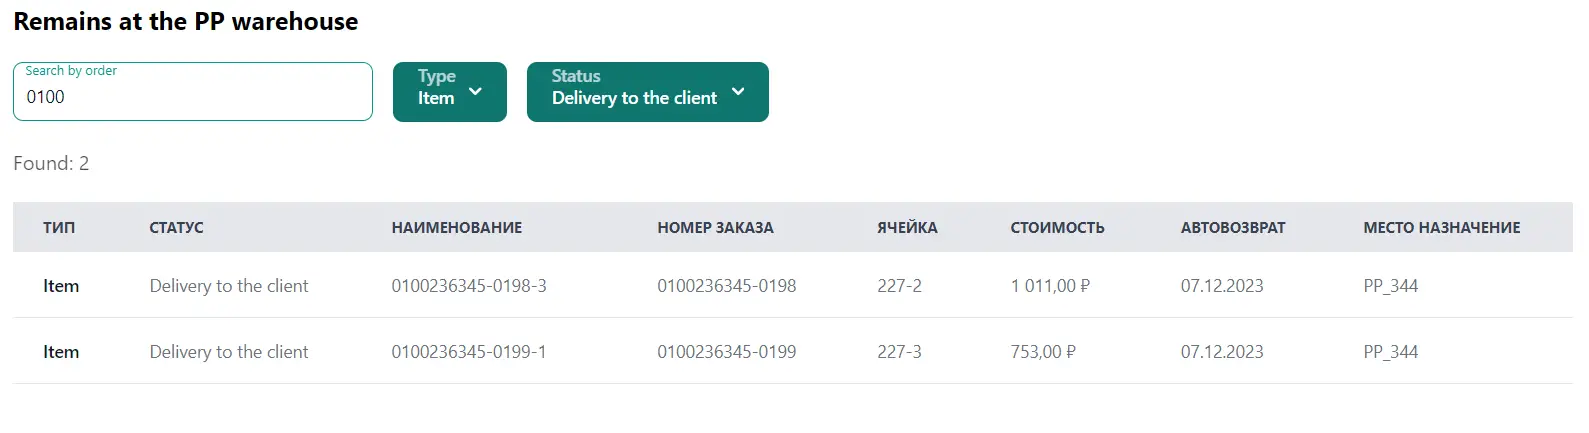 Remains at the PP warehouse
Search by order
0100
Type
Item
Status
Delivery to the client
Found: 2
ТИП СТАТУС НАИМЕНОВАНИЕ НОМЕР ЗАКАЗА ЯЧЕЙКА СТОИМОСТЬ АВТОВОЗВРАТ МЕСТО НАЗНАЧЕНИЕ
Item Delivery to the client 0100236345-0198-3 0100236345-0198 227-2 1 011,00 ₽ 07.12.2023 PP_344
Item Delivery to the client 0100236345-0199-1 0100236345-0199 227-3 753,00 ₽ 07.12.2023 PP_344